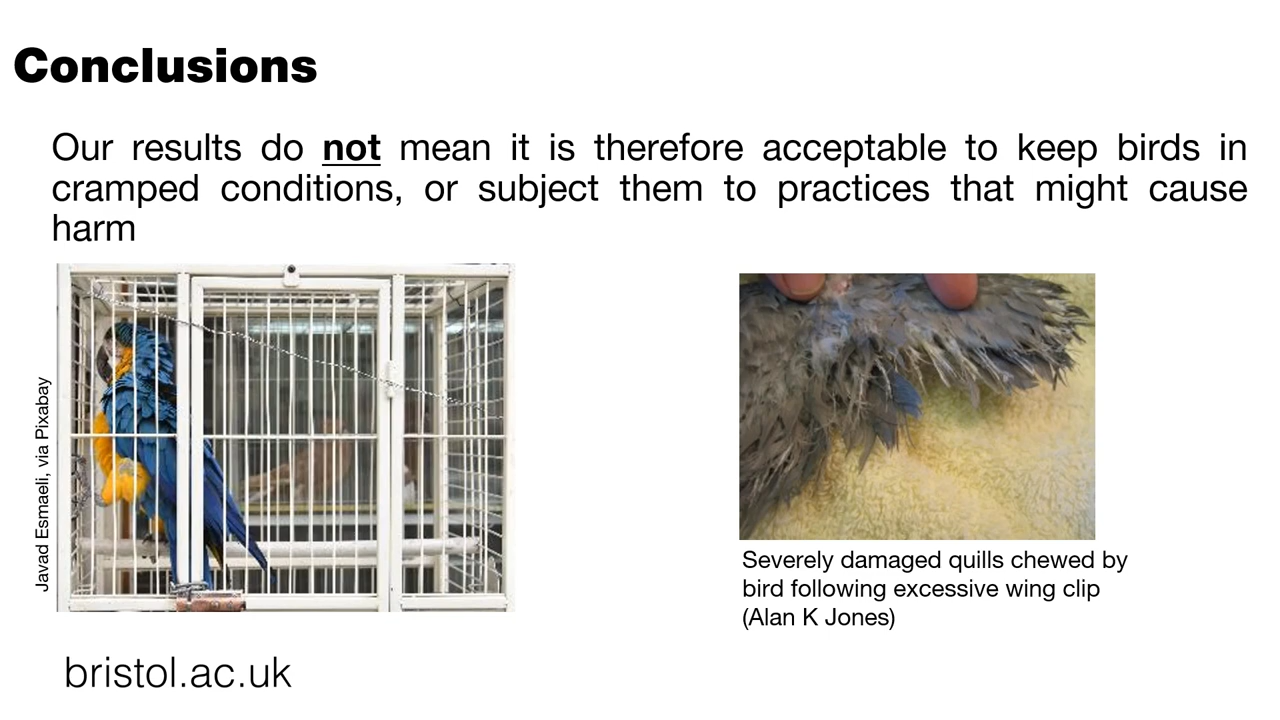 Conclusions
Our results do not mean it is therefore acceptable to keep birds in
cramped conditions, or subject them to practices that might cause
harm
Javad Esmaeli, via Pixabay
Severely damaged quills chewed by
bird following excessive wing clip
(Alan K Jones)
bristol.ac.uk